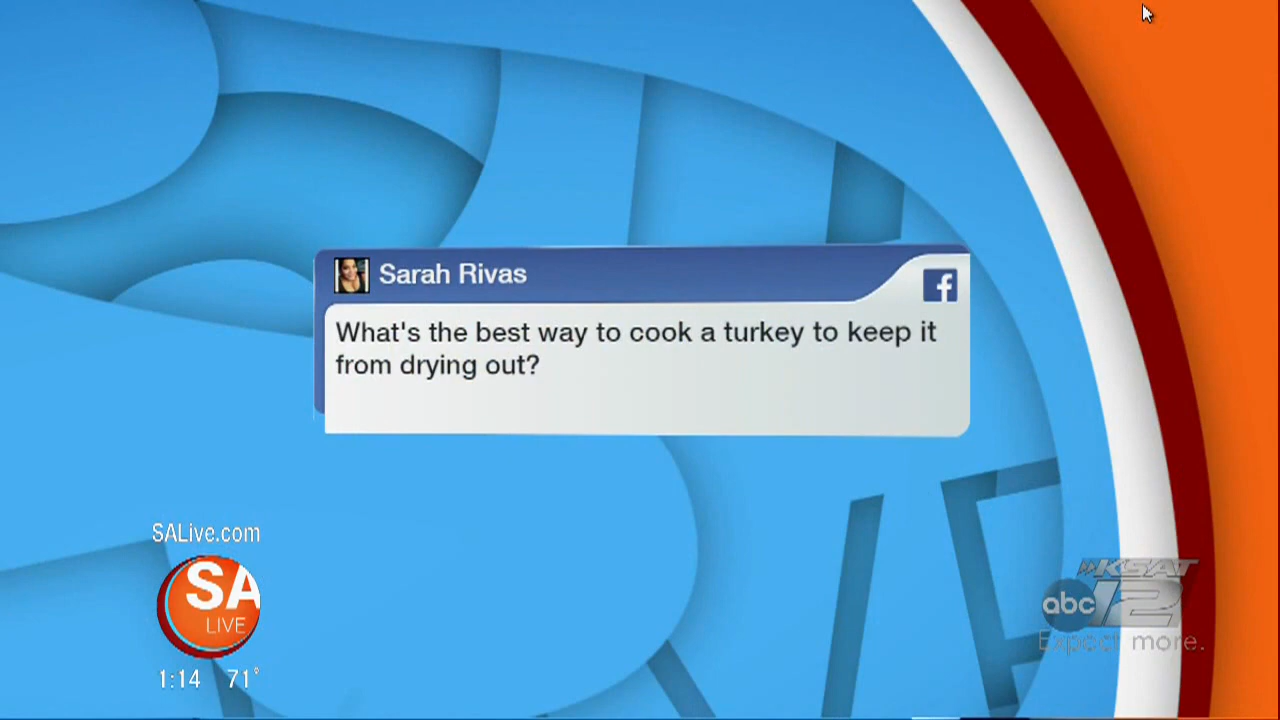 Sarah Rivas
What's the best way to cook a turkey to keep it
from drying out?
SALive.com
SA
LIVE
1:14 71°
KSAT
abc 12
Expect more.